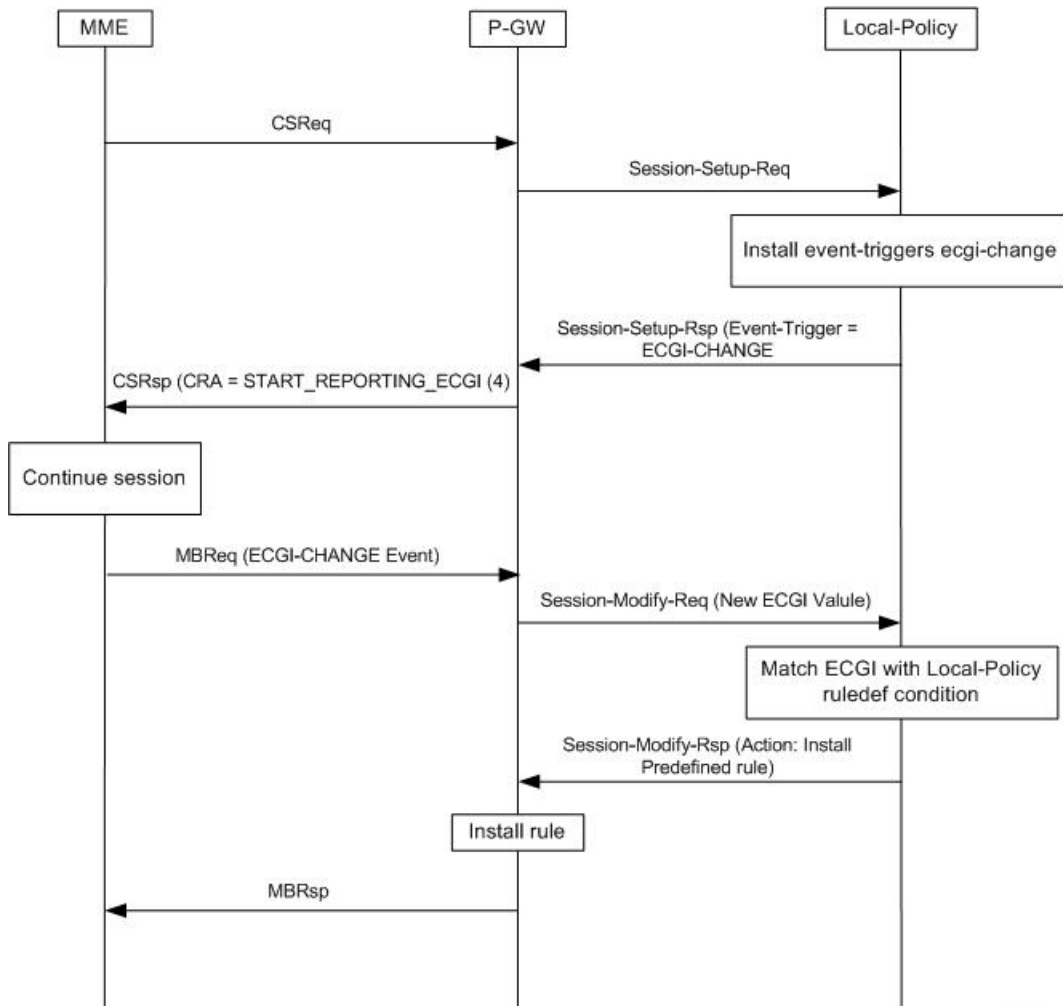 MME
P-GW
Local-Policy
CSReq
Session-Setup-Req
Install event-triggers ecgi-change
Session-Setup-Rsp (Event-Trigger =
ECGI-CHANGE
CSRsp (CRA = START_REPORTING_ECGI (4)
Continue session
MBReq (ECGI-CHANGE Event)
Session-Modify-Req (New ECGI Valule)
Match ECGI with Local-Policy
ruledef condition
Session-Modify-Rsp (Action: Install
Predefined rule)
Install rule
MBRsp